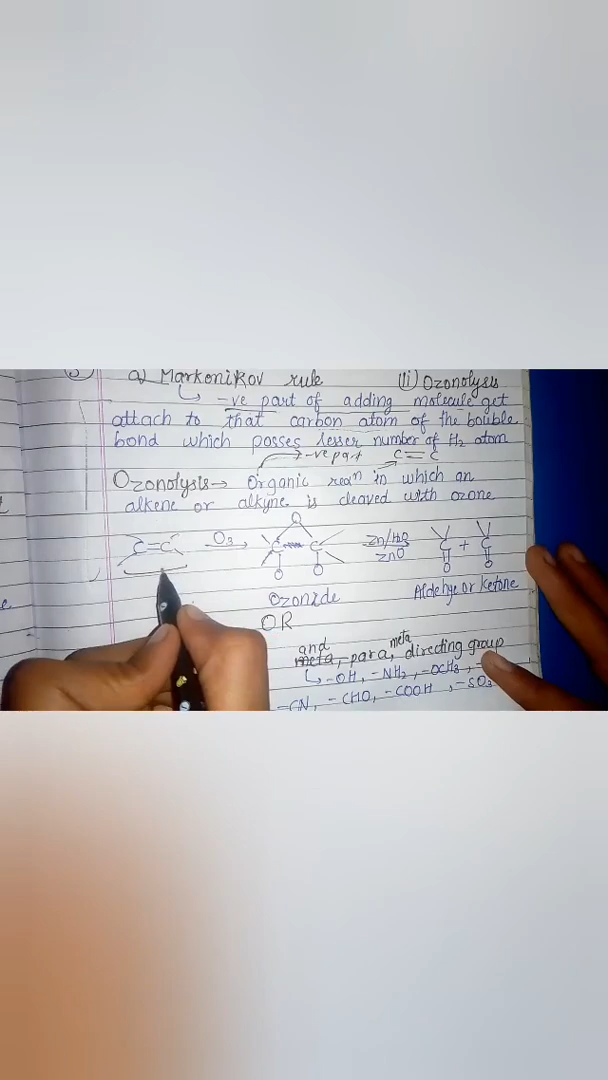 a) Markonikov rule (ii) Ozonolysis
-ve part of adding molecule get
attach to that carbon atom of the bouble
bond which posses lesser number of H2 atom
-ve part C=C
Ozonolysis → Organic reaⁿ in which an
alkene or alkyne is cleaved with ozone
C=C O3 → O C C O O Zn/H2O ZnO C O + C O
Ozonide Aldehye or Ketone
OR
and meta
meta, para, directing group
-OH, -NH2, -OCH3,
-CN, -CHO, -COOH, -SO3